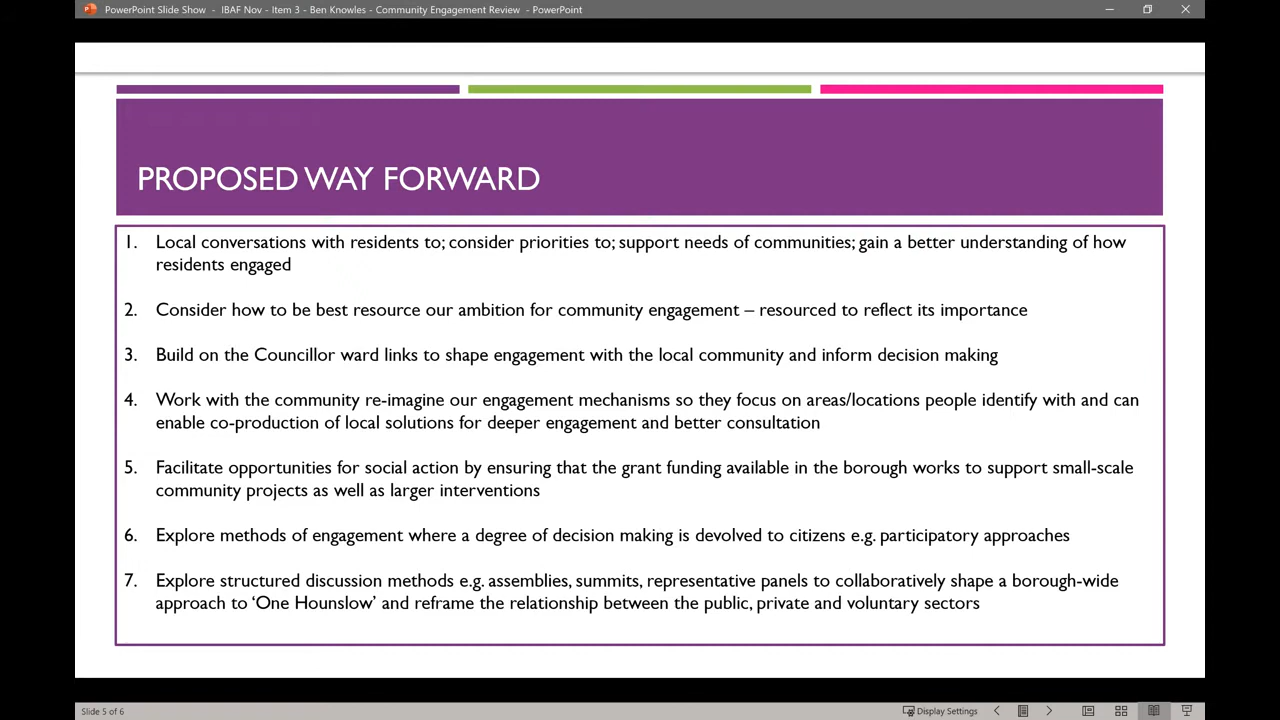 PowerPoint Slide Show - IBAF Nov - Item 3 - Ben Knowles - Community Engagement Review - PowerPoint
PROPOSED WAY FORWARD
1. Local conversations with residents to; consider priorities to; support needs of communities; gain a better understanding of how
residents engaged
2. Consider how to be best resource our ambition for community engagement – resourced to reflect its importance
3. Build on the Councillor ward links to shape engagement with the local community and inform decision making
4. Work with the community re-imagine our engagement mechanisms so they focus on areas/locations people identify with and can
enable co-production of local solutions for deeper engagement and better consultation
5. Facilitate opportunities for social action by ensuring that the grant funding available in the borough works to support small-scale
community projects as well as larger interventions
6. Explore methods of engagement where a degree of decision making is devolved to citizens e.g. participatory approaches
7. Explore structured discussion methods e.g. assemblies, summits, representative panels to collaboratively shape a borough-wide
approach to ‘One Hounslow’ and reframe the relationship between the public, private and voluntary sectors
Slide 5 of 6
Display Settings